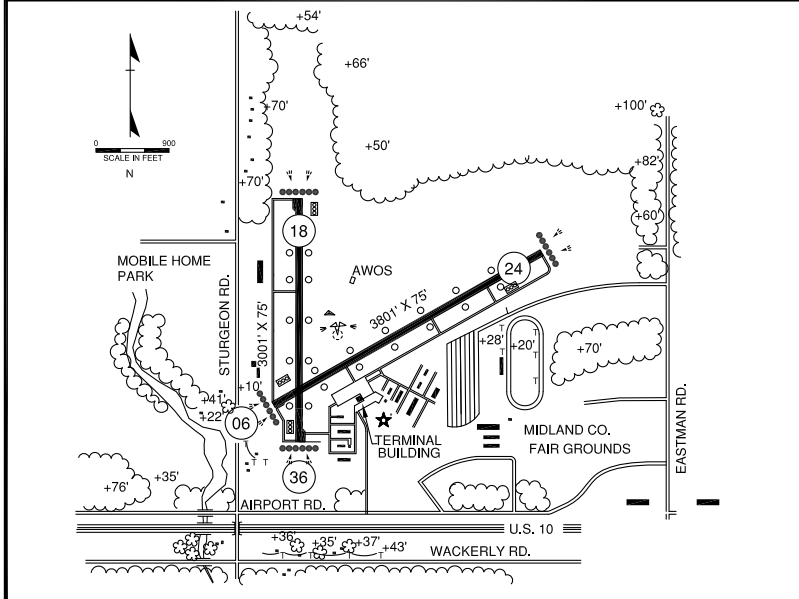 +54'
+66'
+100'
+70'
0 900
SCALE IN FEET
N
+50'
+82'
+70'
+60'
18
MOBILE HOME
PARK
AWOS
24
STURGEON RD.
3001' X 75'
3801' X 75'
+28'
+20'
+70'
+10'
+41'
+22'
06
EASTMAN RD.
TERMINAL
BUILDING
MIDLAND CO.
FAIR GROUNDS
36
+76'
+35'
AIRPORT RD.
U.S. 10
+36'
+35'
+37'
+43'
WACKERLY RD.